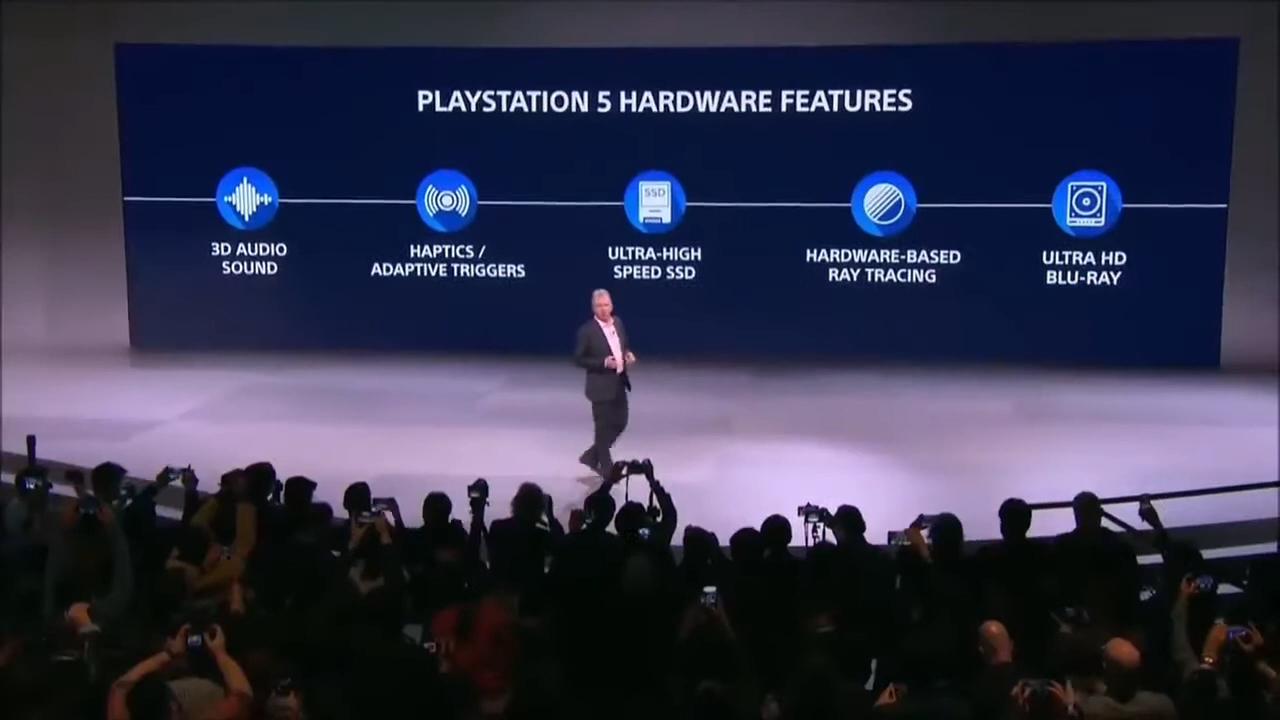 PLAYSTATION 5 HARDWARE FEATURES
SSD
3D AUDIO
SOUND
HAPTICS /
ADAPTIVE TRIGGERS
ULTRA-HIGH
SPEED SSD
HARDWARE-BASED
RAY TRACING
ULTRA HD
BLU-RAY